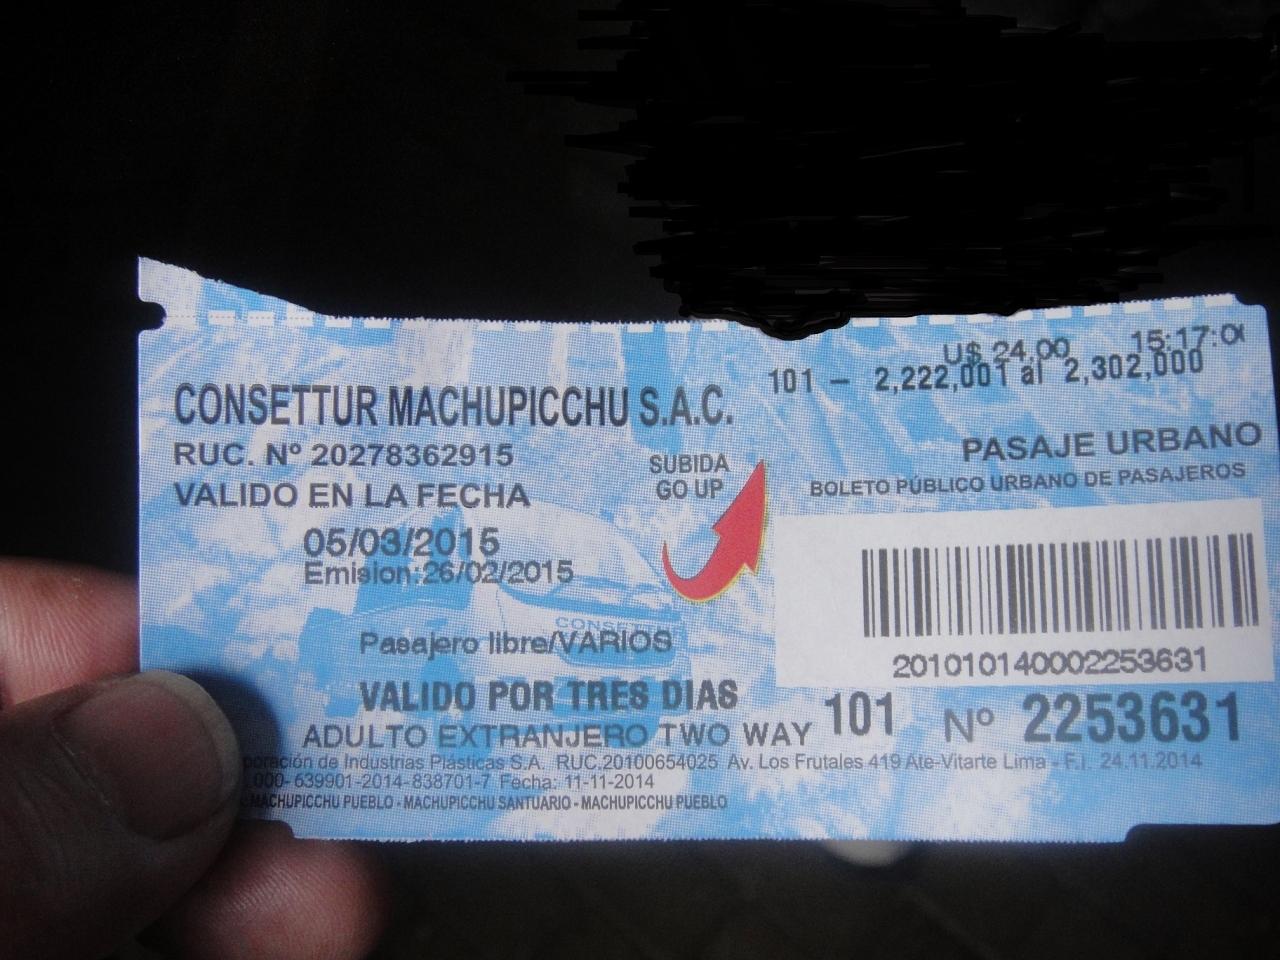 U$ 24.00 15:17:0
101 - 2,222,001 al 2,302,000
CONSETTUR MACHUPICCHU S.A.C.
RUC. Nº 20278362915
VALIDO EN LA FECHA
05/03/2015
Emision:26/02/2015
SUBIDA
GO UP
PASAJE URBANO
BOLETO PÚBLICO URBANO DE PASAJEROS
CONSETTUR
Pasajero libre/VARIOS
20101014000225363​1
VALIDO POR TRES DIAS
ADULTO EXTRANJERO TWO WAY
101 Nº 2253631
poración de Industrias Plásticas S.A. RUC.20100654025 Av. Los Frutales 419 Ate-Vitarte Lima - F.I. 24.11.2014
000- 639901-2014-838701-7 Fecha: 11-11-2014
MACHUPICCHU PUEBLO - MACHUPICCHU SANTUARIO - MACHUPICCHU PUEBLO